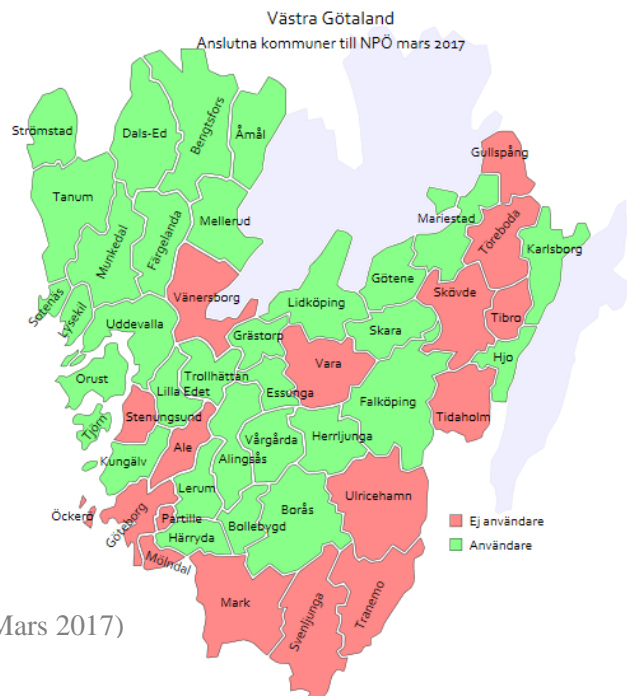 Västra Götaland
Anslutna kommuner till NPÖ mars 2017
Strömstad
Dals-Ed
Bengtsfors
Åmål
Gullspång
Tanum
Mellerud
Mariestad
Töreboda
Karlsborg
Munkedal
Färgelanda
Götene
Skövde
Sotenäs
Lysekil
Vänersborg
Lidköping
Tibro
Uddevalla
Grästorp
Skara
Hjo
Orust
Trollhättan
Vara
Lilla Edet
Essunga
Falköping
Tidaholm
Tjörn
Stenungsund
Ale
Vårgårda
Herrljunga
Kungälv
Alingsås
Lerum
Ulricehamn
Öckerö
Göteborg
Partille
Bollebygd
Borås
Härryda
Mölndal
Ej användare
Användare
Mark
Svenljunga
Tranemo
Mars 2017)